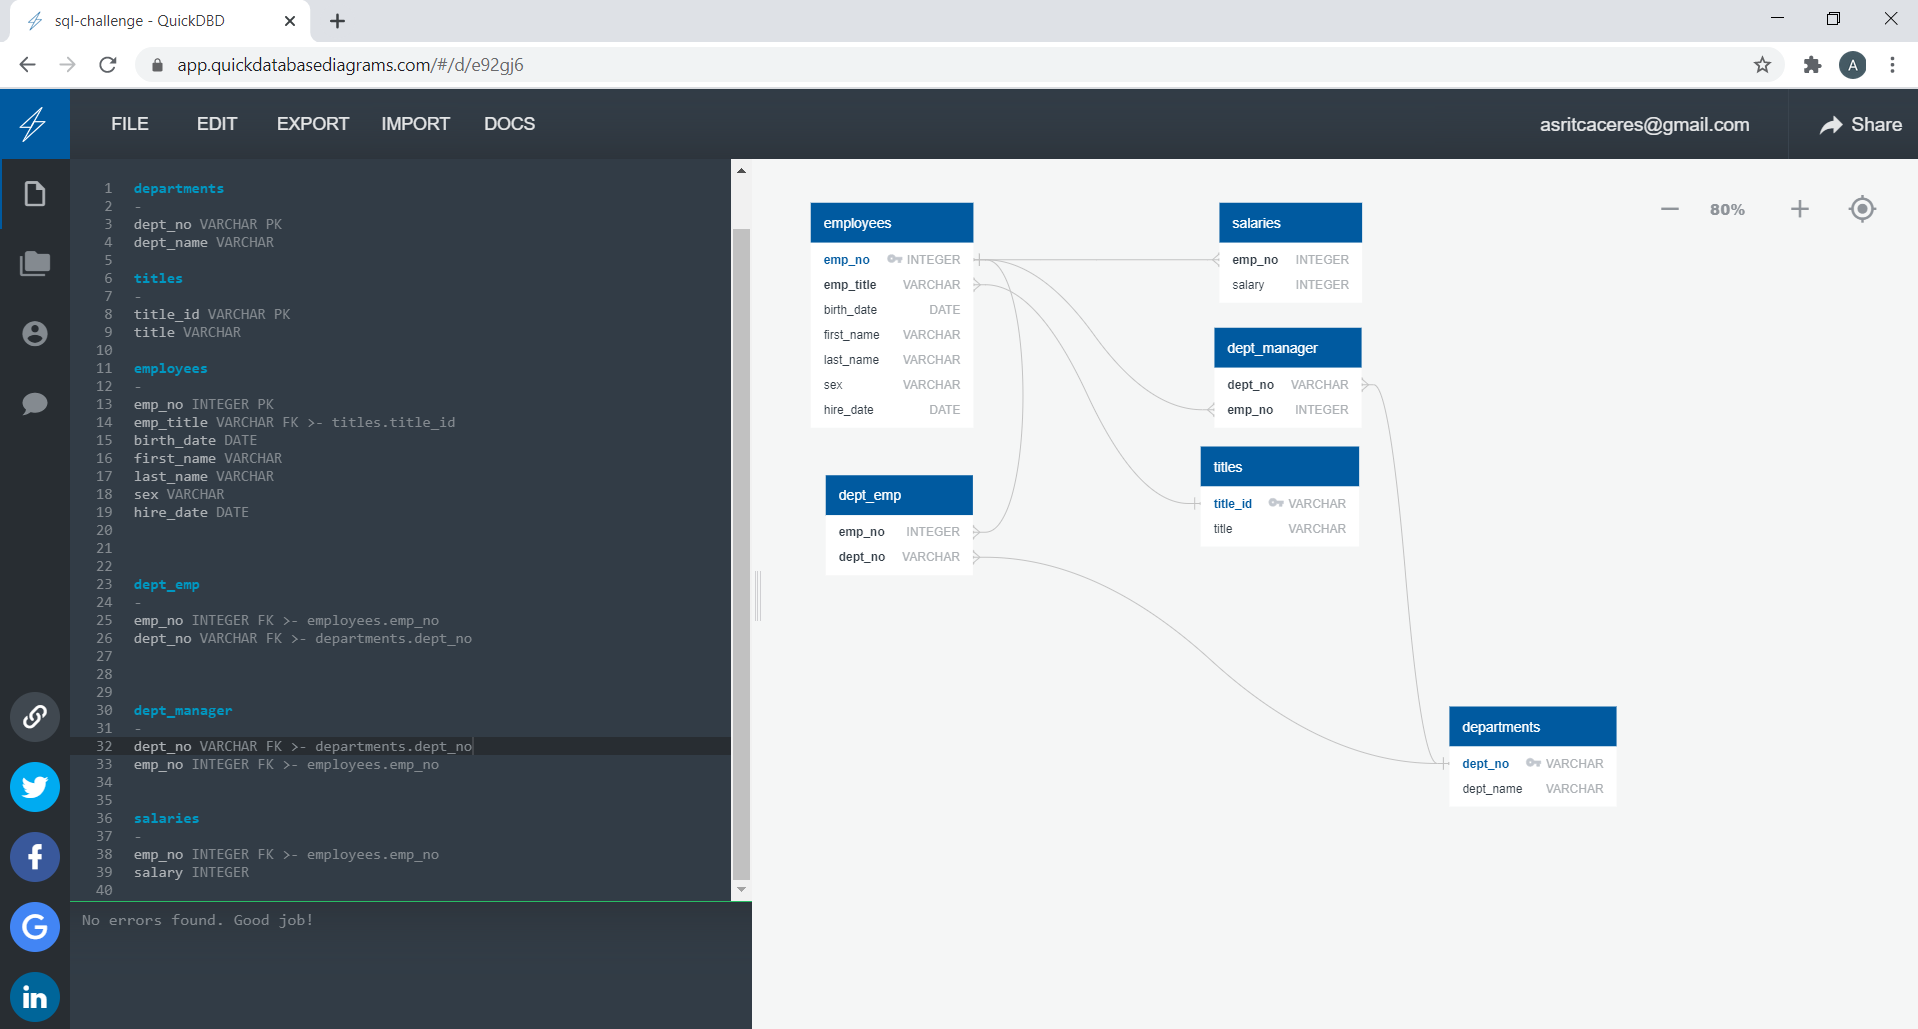 sql-challenge - QuickDBD
app.quickdatabasediagrams.com/#/d/e92gj6
A
FILE EDIT EXPORT IMPORT DOCS
asritcaceres@gmail.com
Share
1 departments
2 -
3 dept_no VARCHAR PK
4 dept_name VARCHAR
5
6 titles
7 -
8 title_id VARCHAR PK
9 title VARCHAR
10
11 employees
12 -
13 emp_no INTEGER PK
14 emp_title VARCHAR FK >- titles.title_id
15 birth_date DATE
16 first_name VARCHAR
17 last_name VARCHAR
18 sex VARCHAR
19 hire_date DATE
20
21
22
23 dept_emp
24 -
25 emp_no INTEGER FK >- employees.emp_no
26 dept_no VARCHAR FK >- departments.dept_no
27
28
29
30 dept_manager
31 -
32 dept_no VARCHAR FK >- departments.dept_no
33 emp_no INTEGER FK >- employees.emp_no
34
35
36 salaries
37 -
38 emp_no INTEGER FK >- employees.emp_no
39 salary INTEGER
40
No errors found. Good job!
80%
employees
emp_no INTEGER
emp_title VARCHAR
birth_date DATE
first_name VARCHAR
last_name VARCHAR
sex VARCHAR
hire_date DATE
dept_emp
emp_no INTEGER
dept_no VARCHAR
salaries
emp_no INTEGER
salary INTEGER
dept_manager
dept_no VARCHAR
emp_no INTEGER
titles
title_id VARCHAR
title VARCHAR
departments
dept_no VARCHAR
dept_name VARCHAR